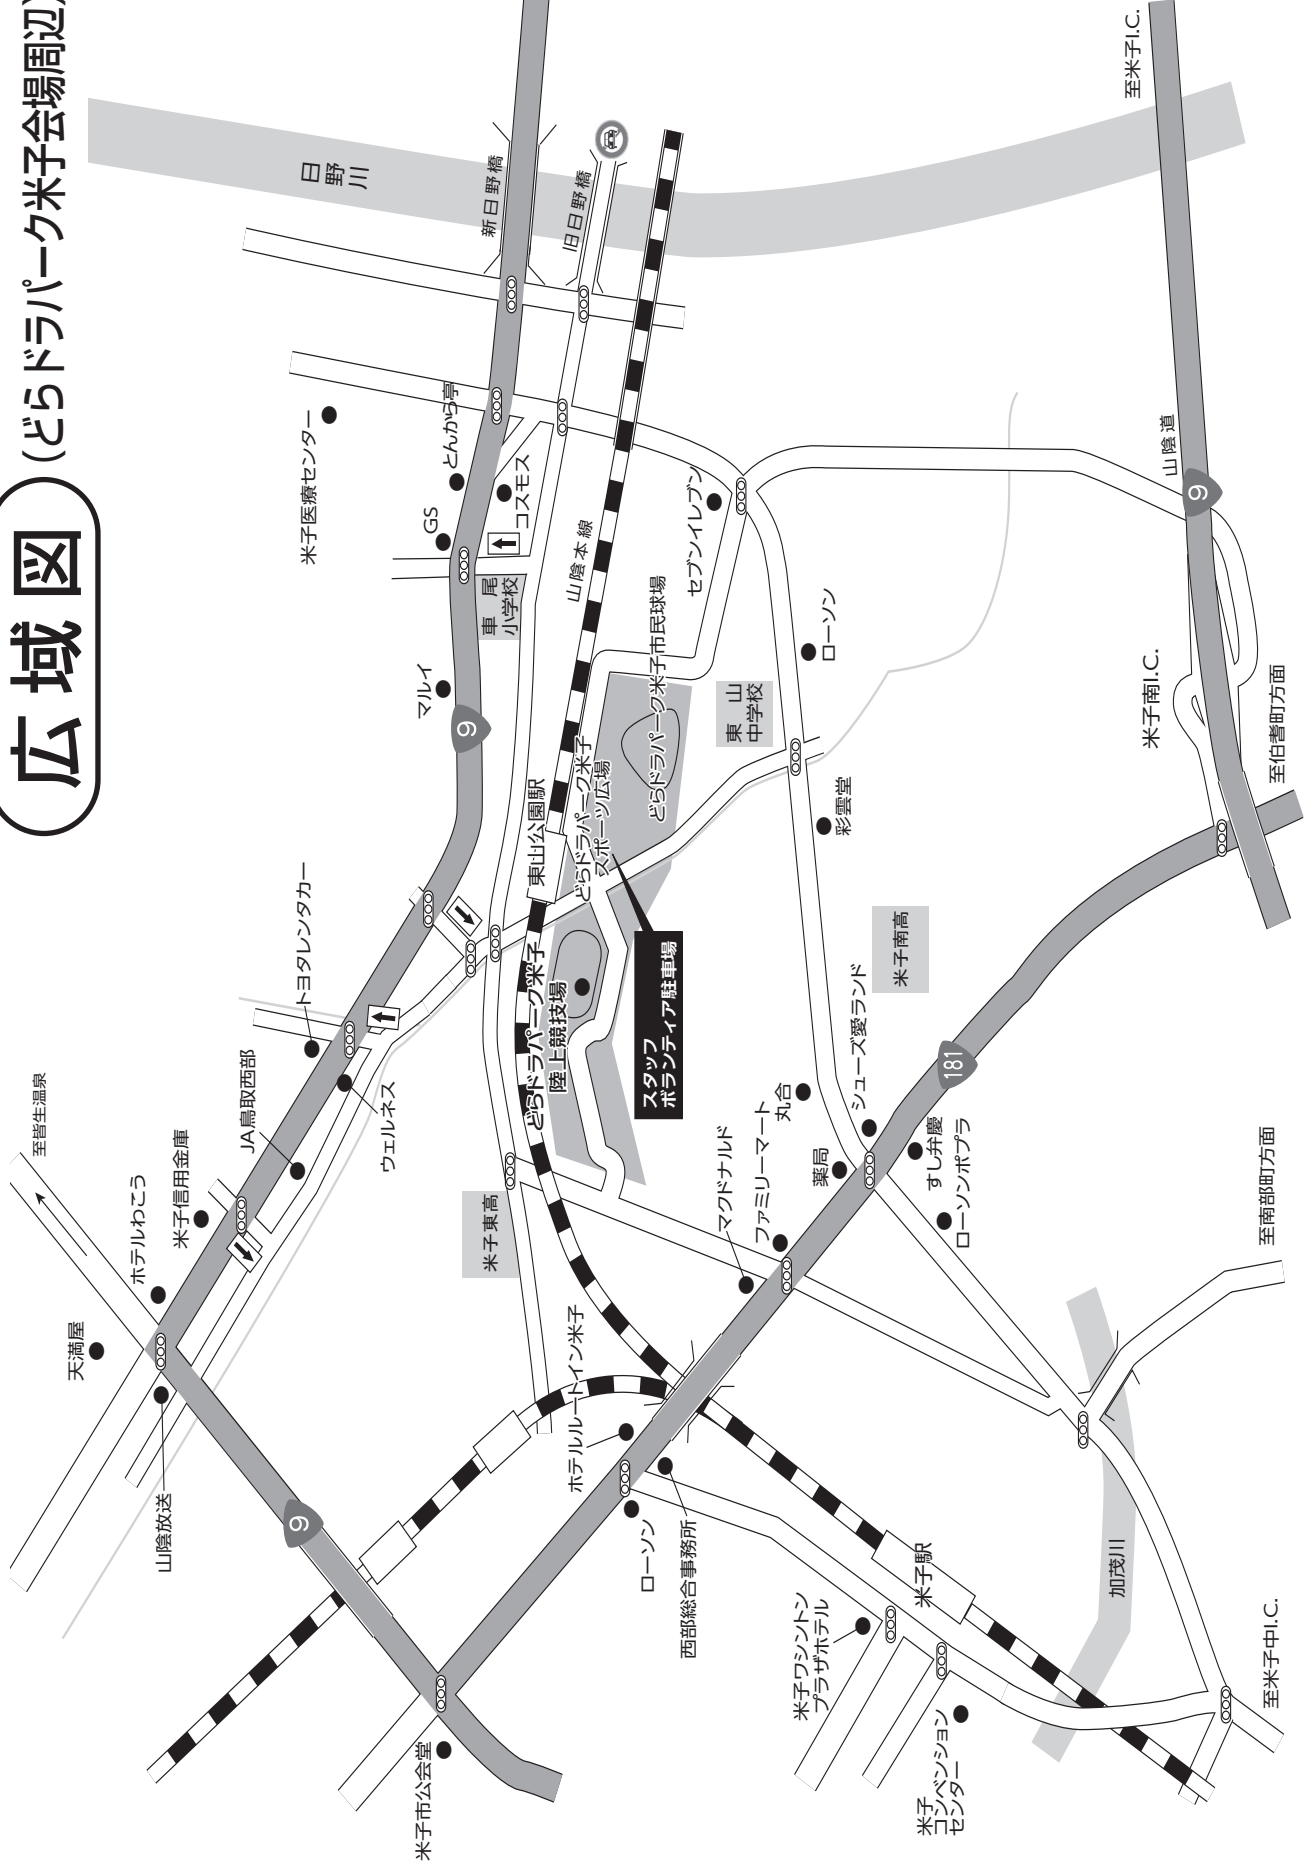 広域図
(どらドラパーク米子会場周辺)
至皆生温泉
天満屋
ホテルわこう
米子信用金庫
JA鳥取西部
トヨタレンタカー
ウェルネス
山陰放送
9
米子市公会堂
マルイ
9
GS
とんから亭
米子医療センター
コスモス
車尾
小学校
日野川
新日野橋
旧日野橋
山陰本線
東山公園駅
どらドラパーク米子
スポーツ広場
どらドラパーク米子市民球場
どらドラパーク米子
陸上競技場
スタッフ
ボランティア駐車場
米子東高
セブンイレブン
ローソン
東山
中学校
彩雲堂
米子南高
シューズ愛ランド
丸合
薬局
ファミリーマート
マクドナルド
すし弁慶
ローソンポプラ
181
ホテルルートイン米子
ローソン
西部総合事務所
米子駅
米子ワシントン
プラザホテル
米子
コンベンション
センター
加茂川
至米子中I.C.
至南部町方面
至伯耆町方面
米子南I.C.
山陰道
9
至米子I.C.